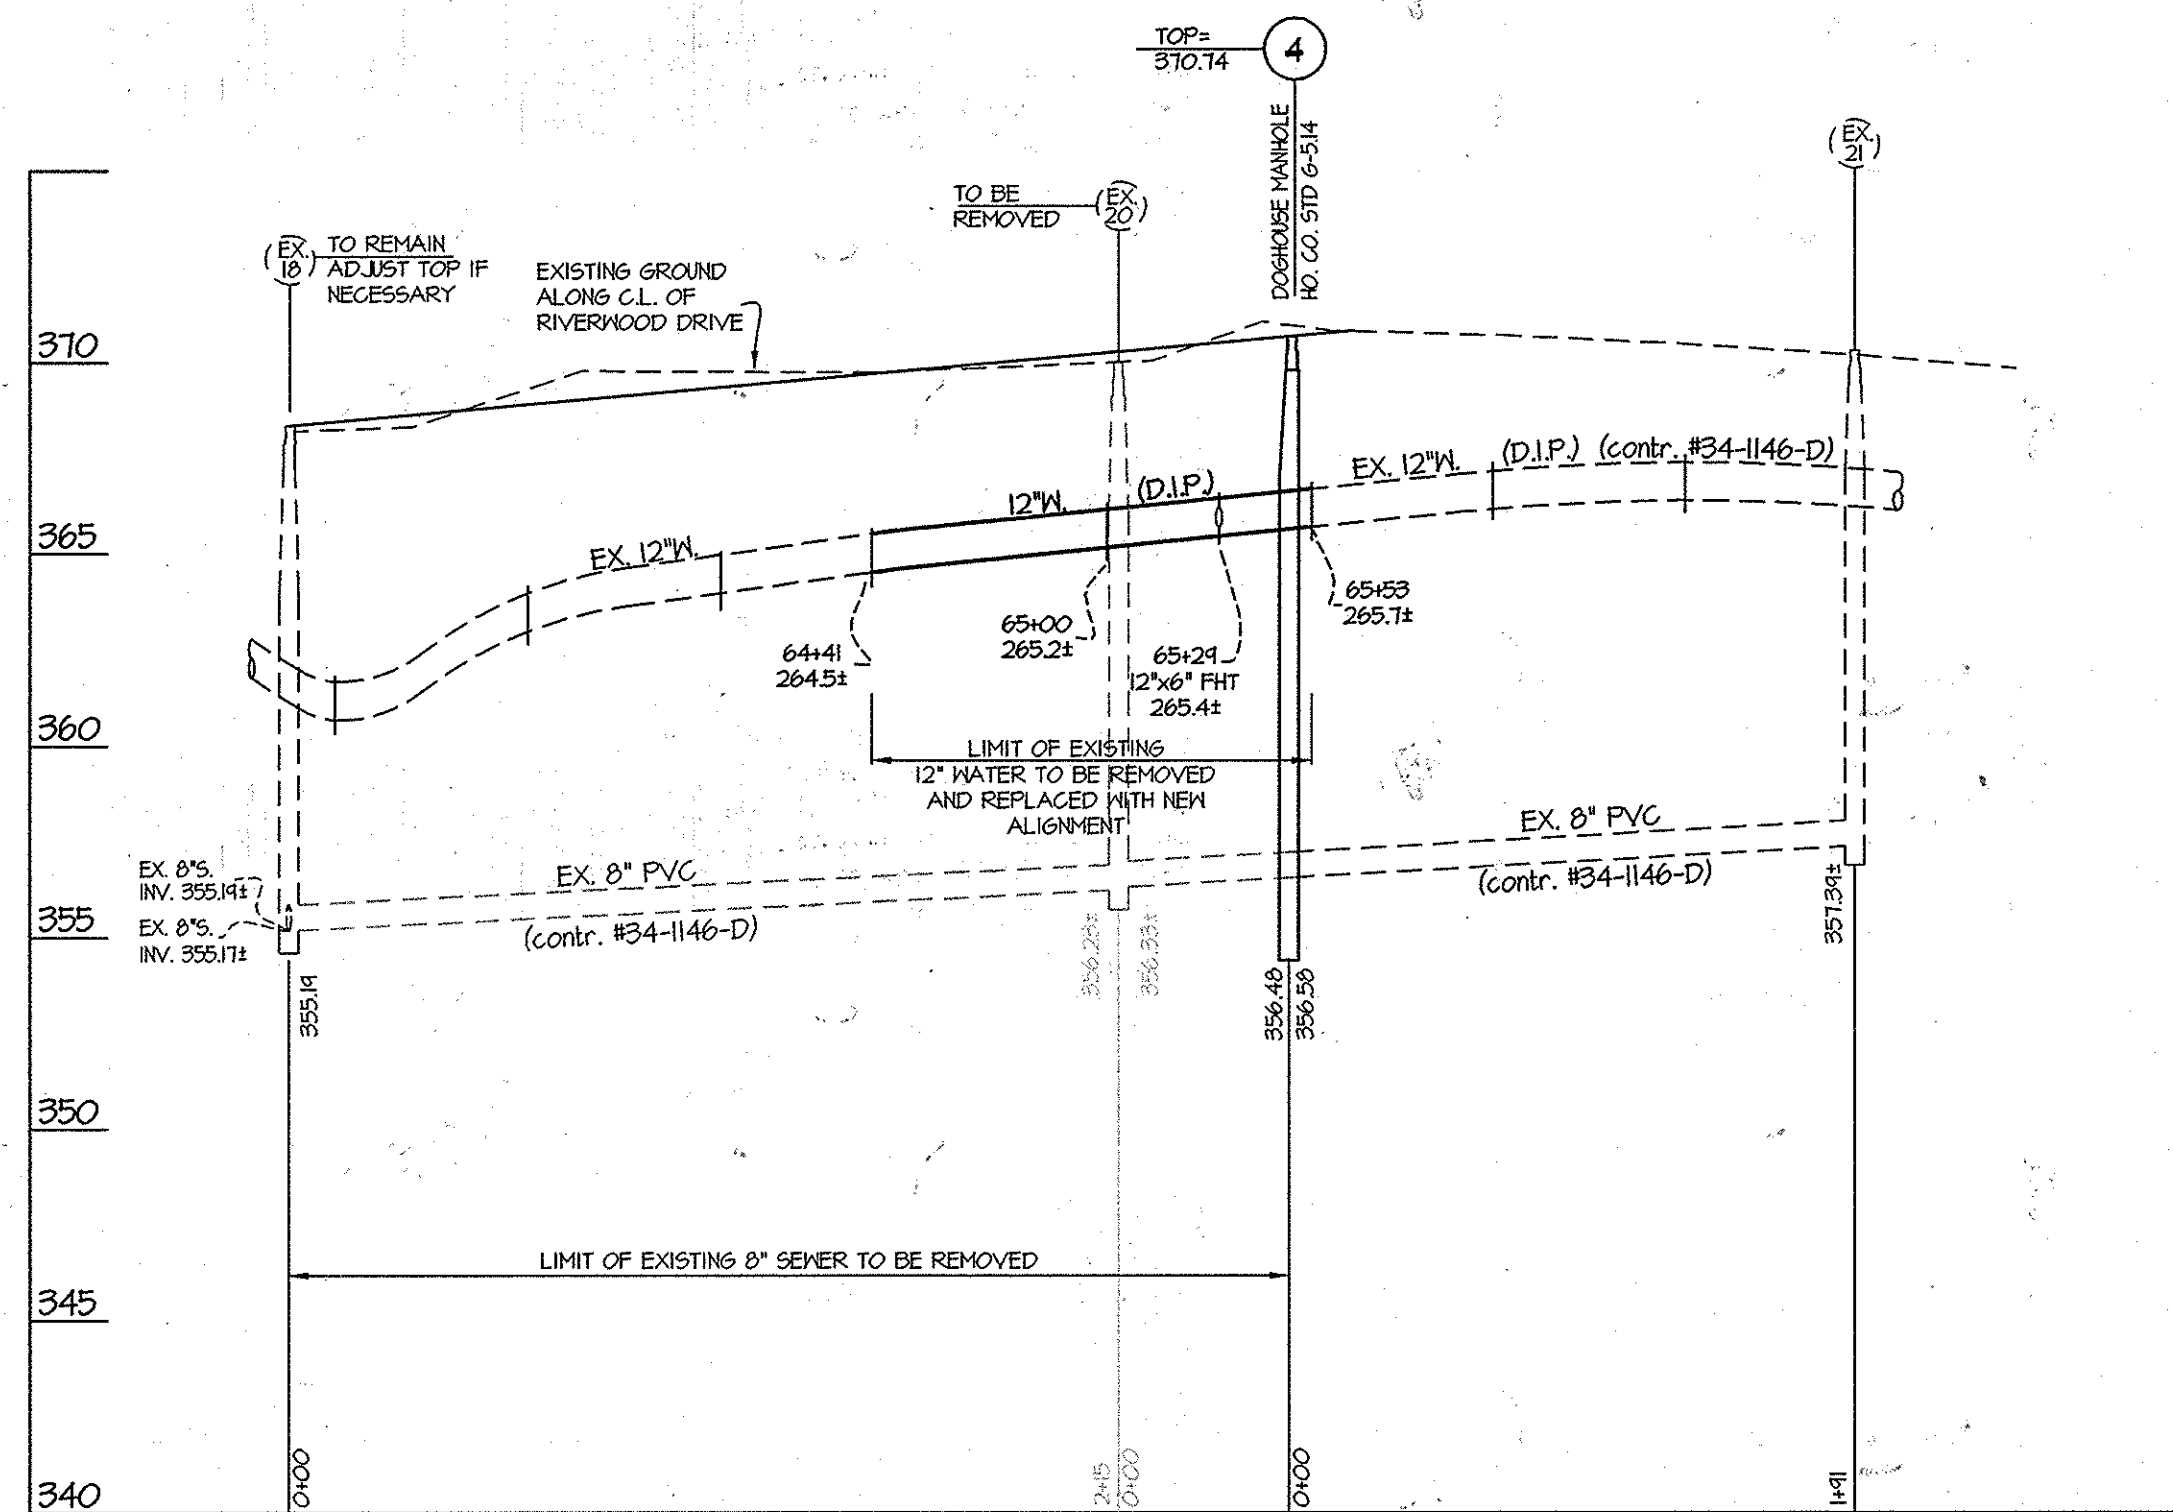 TOP=
370.74
4
DOGHOUSE MANHOLE
HO. CO. STD G-5.14
EX.
21
TO BE
REMOVED
EX.
20
EX.
18
TO REMAIN
ADJUST TOP IF
NECESSARY
EXISTING GROUND
ALONG C.L. OF
RIVERWOOD DRIVE
370
365
360
355
350
345
340
EX. 12"W.
12"W.
(D.I.P.)
EX. 12"W.
(D.I.P.)
(contr. #34-1146-D)
64+41
264.5±
65+00
265.2±
65+29
12"x6" FHT
265.4±
65+53
265.7±
LIMIT OF EXISTING
12" WATER TO BE REMOVED
AND REPLACED WITH NEW
ALIGNMENT
EX. 8" PVC
(contr. #34-1146-D)
EX. 8" PVC
(contr. #34-1146-D)
EX. 8"S.
INV. 355.19±
EX. 8"S.
INV. 355.17±
355.19
356.23±
356.33±
356.48
356.58
357.39±
LIMIT OF EXISTING 8" SEWER TO BE REMOVED
0+00
2+15
0+00
0+00
1+91